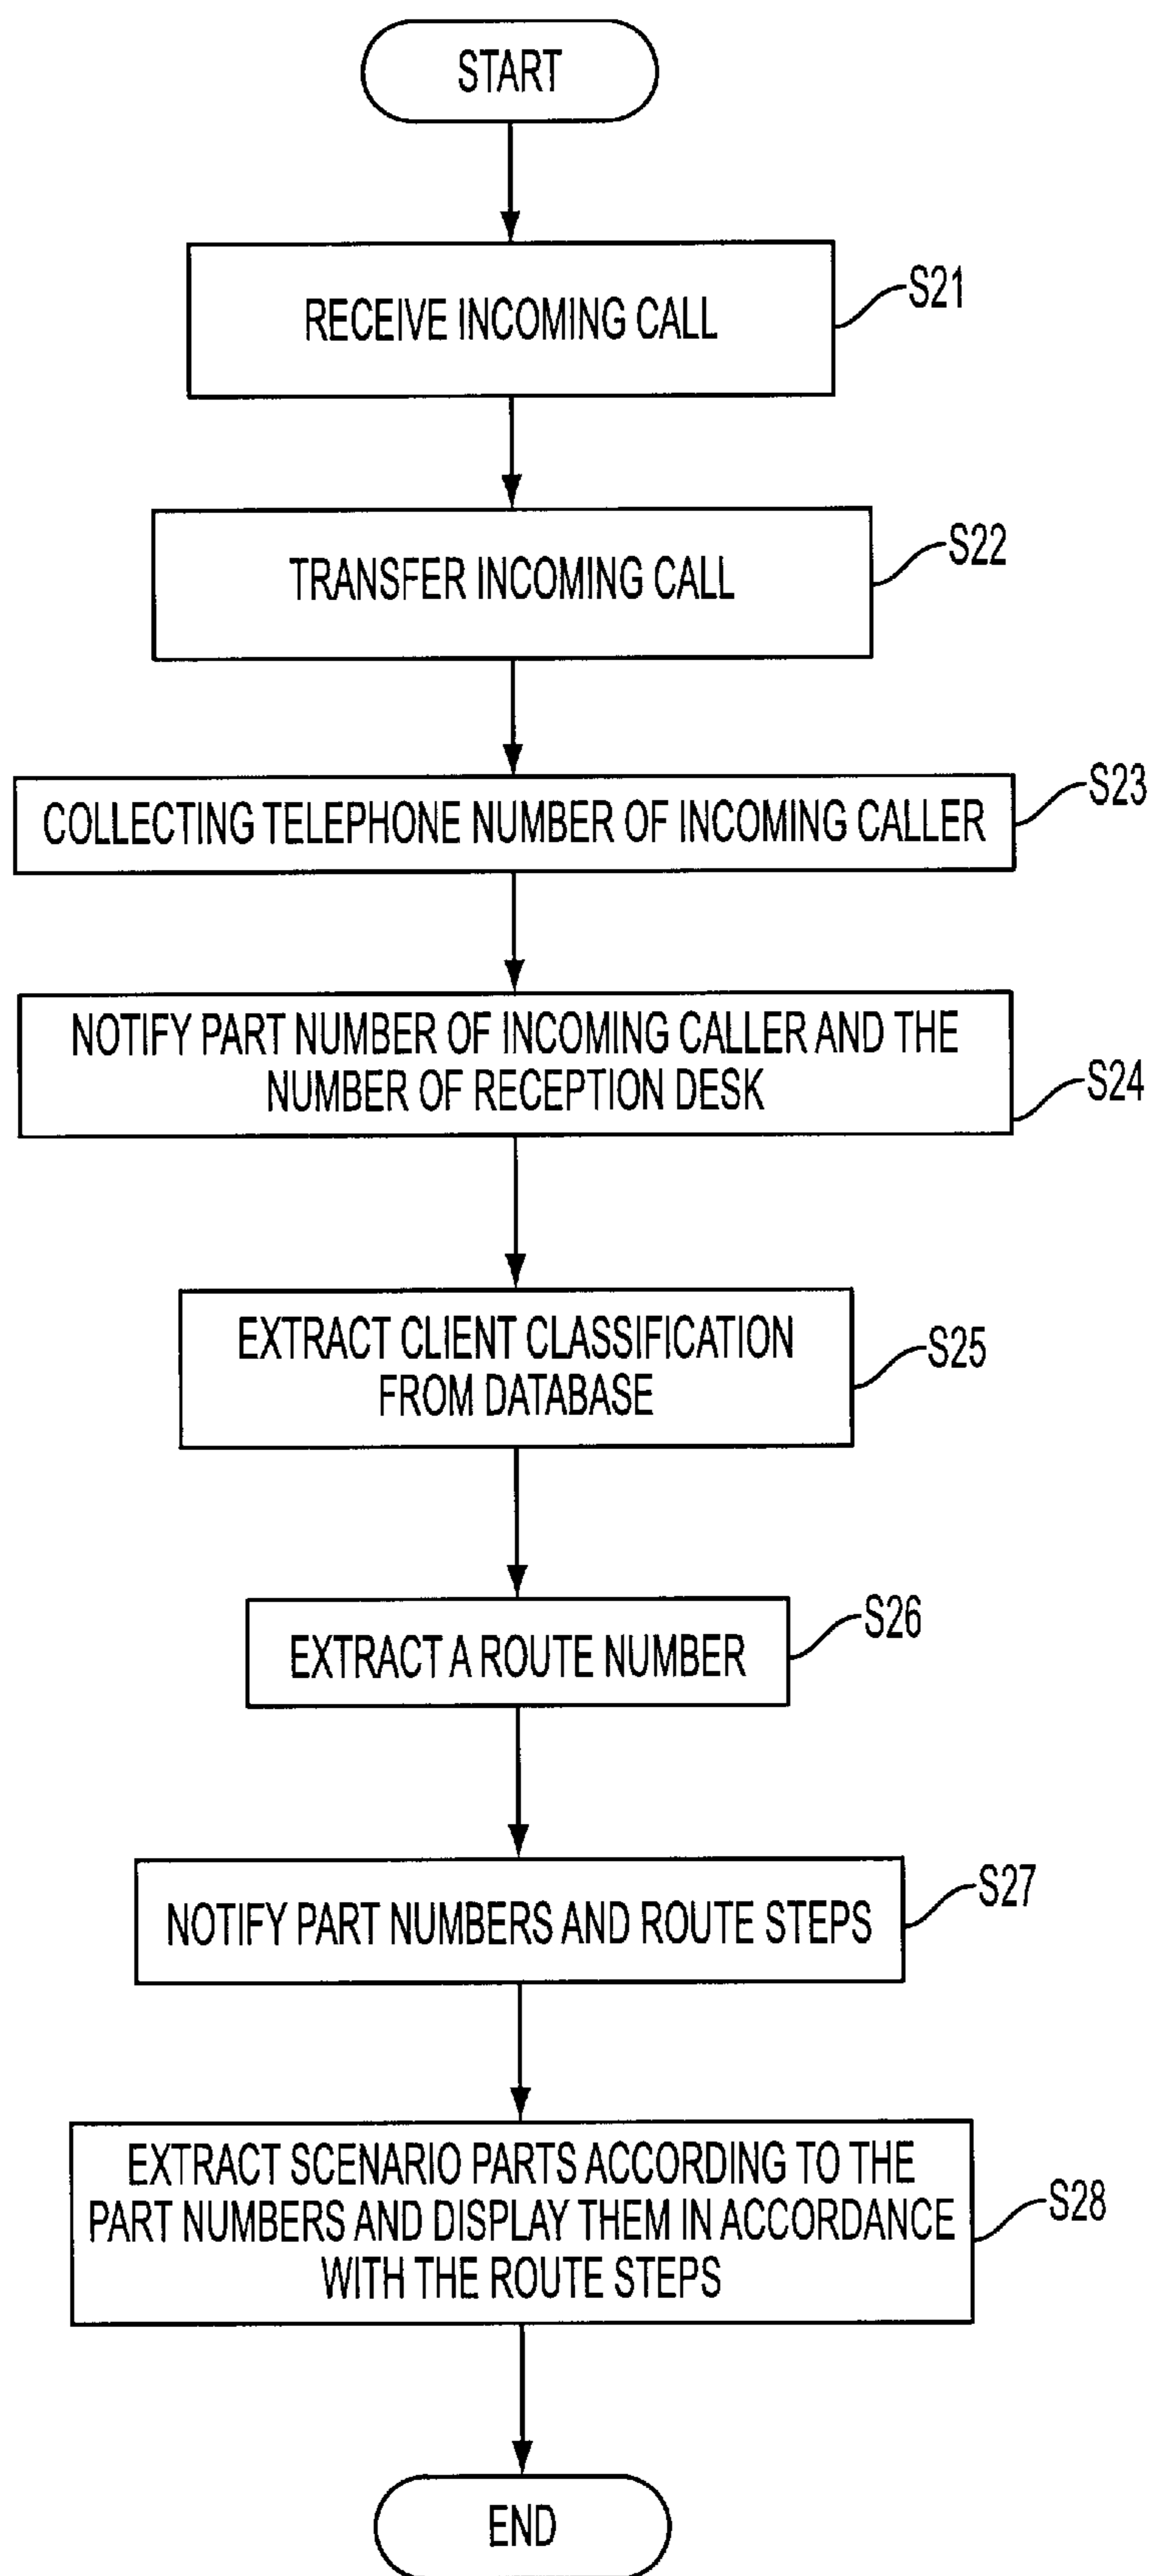 START
RECEIVE INCOMING CALL
S21
TRANSFER INCOMING CALL
S22
COLLECTING TELEPHONE NUMBER OF INCOMING CALLER
S23
NOTIFY PART NUMBER OF INCOMING CALLER AND THE
NUMBER OF RECEPTION DESK
S24
EXTRACT CLIENT CLASSIFICATION
FROM DATABASE
S25
EXTRACT A ROUTE NUMBER
S26
NOTIFY PART NUMBERS AND ROUTE STEPS
S27
EXTRACT SCENARIO PARTS ACCORDING TO THE
PART NUMBERS AND DISPLAY THEM IN ACCORDANCE
WITH THE ROUTE STEPS
S28
END